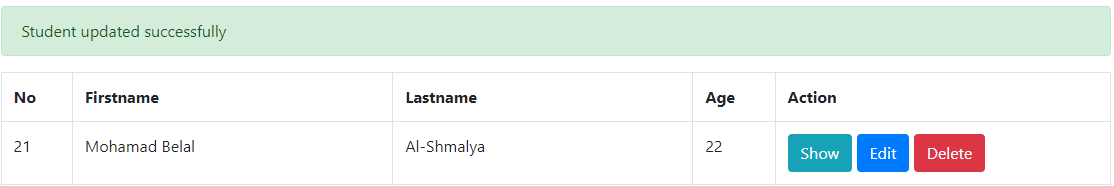 Student updated successfully
No Firstname Lastname Age Action
21 Mohamad Belal Al-Shmalya 22 Show Edit Delete